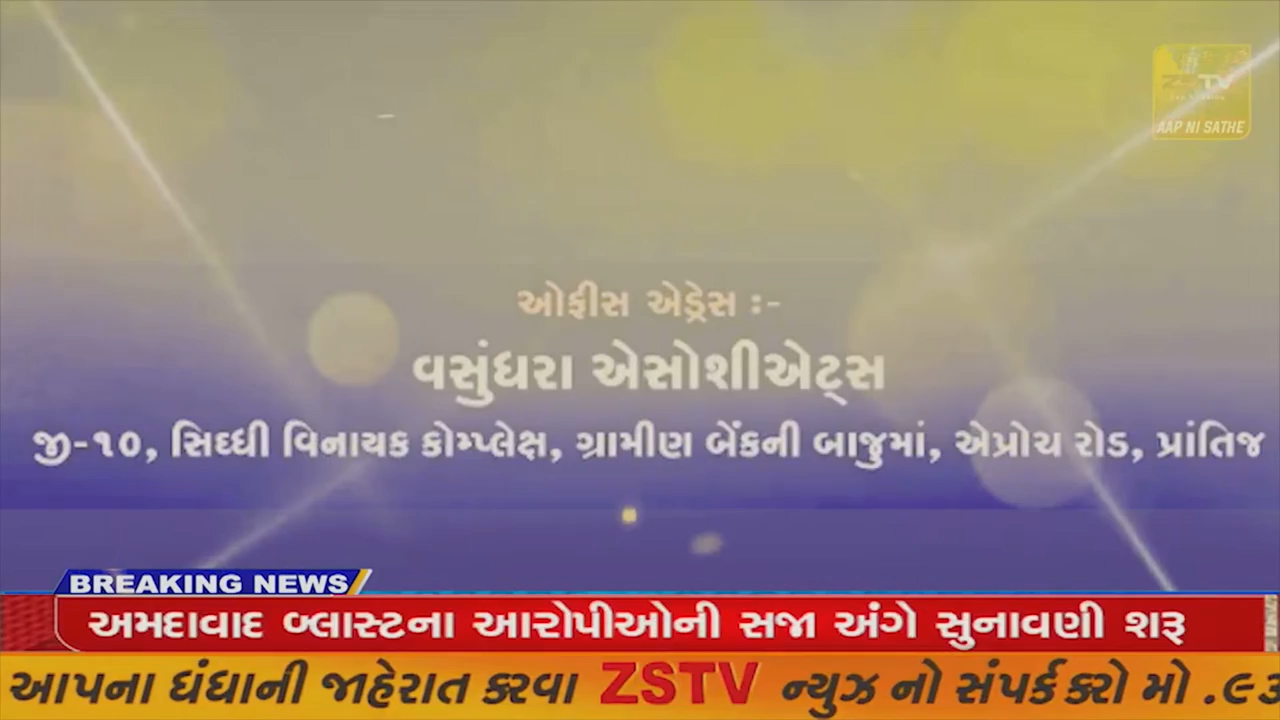 ZSTV
AAP NI SATHE
ઓફીસ એડ્રેસ :-
વસુંધરા એસોશીએટ્સ
જી-૧૦, સિધ્ધી વિનાયક કોમ્પ્લેક્ષ, ગ્રામીણ બેંકની બાજુમાં, એપ્રોચ રોડ, પ્રાંતિજ
BREAKING NEWS
અમદાવાદ બ્લાસ્ટના આરોપીઓની સજા અંગે સુનાવણી શરૂ
આપના ધંધાની જાહેરાત કરવા ZSTV ન્યુઝ નો સંપર્ક કરો મો .૯૩